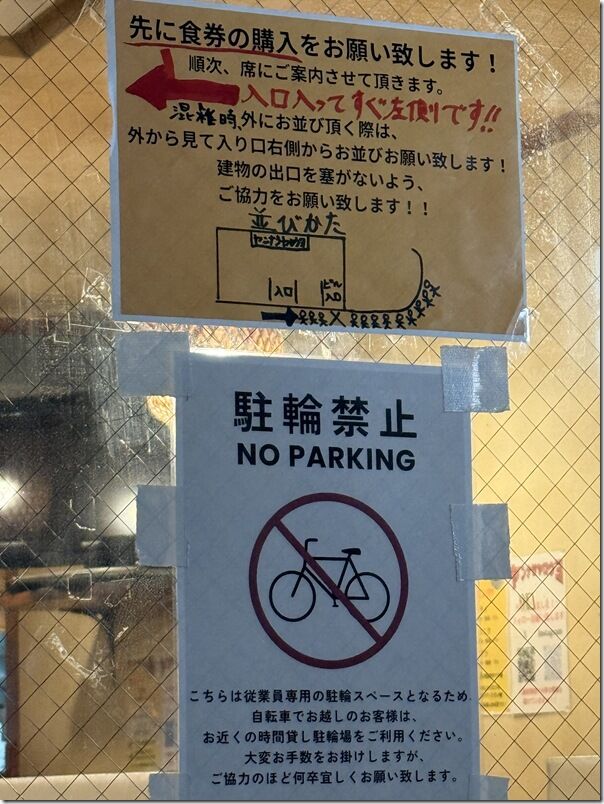 先に食券の購入をお願い致します！
順次、席にご案内させて頂きます。
入口入ってすぐ左側です!!
混雑時、外にお並び頂く際は、
外から見て入り口右側からお並びお願い致します！
建物の出口を塞がないよう、
ご協力をお願い致します！！
並びかた
入口
ビル
入口
駐輪禁止
NO PARKING
こちらは従業員専用の駐輪スペースとなるため、
自転車でお越しのお客様は、
お近くの時間貸し駐輪場をご利用ください。
大変お手数をお掛けしますが、
ご協力のほど何卒宜しくお願い致します。